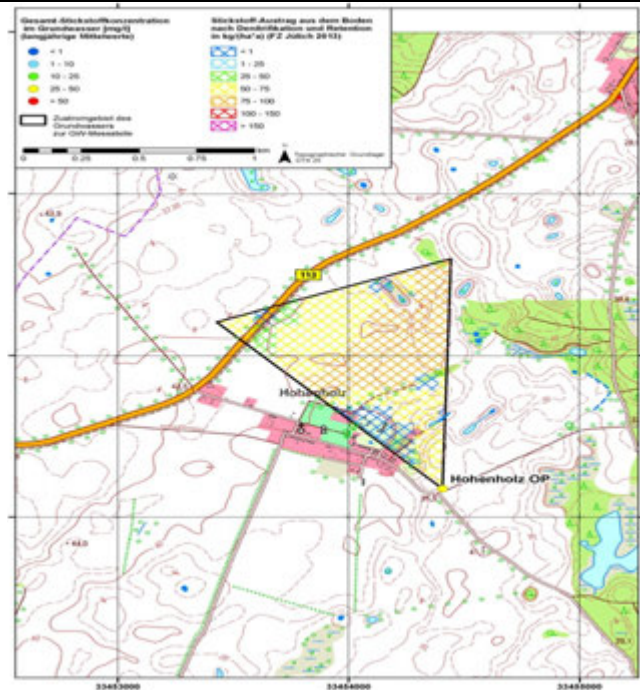 Gesamt-Stickstoffkonzentration
im Grundwasser [mg/l]
(langjährige Mittelwerte)
< 1
1 - 10
10 - 25
25 - 50
> 50
Zustromgebiet des
Grundwassers
zur GW-Messstelle
Stickstoff-Austrag aus dem Boden
nach Denitrifikation und Retention
in kg/(ha*a) (FZ Jülich 2013)
< 1
1 - 25
25 - 50
50 - 75
75 - 100
100 - 150
> 150
0 0.25 0.5 0.75 1 km
Topographische Grundlage:
113
Hohenholz
Hohenholz OP
33453000 33454000 33455000